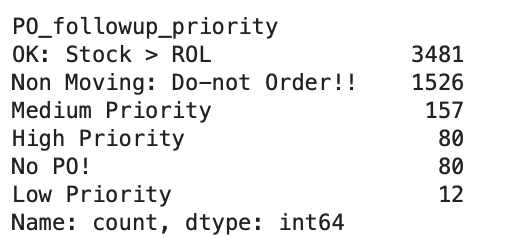 PO_followup_priority
OK: Stock > ROL 3481
Non Moving: Do-not Order!! 1526
Medium Priority 157
High Priority 80
No PO! 80
Low Priority 12
Name: count, dtype: int64